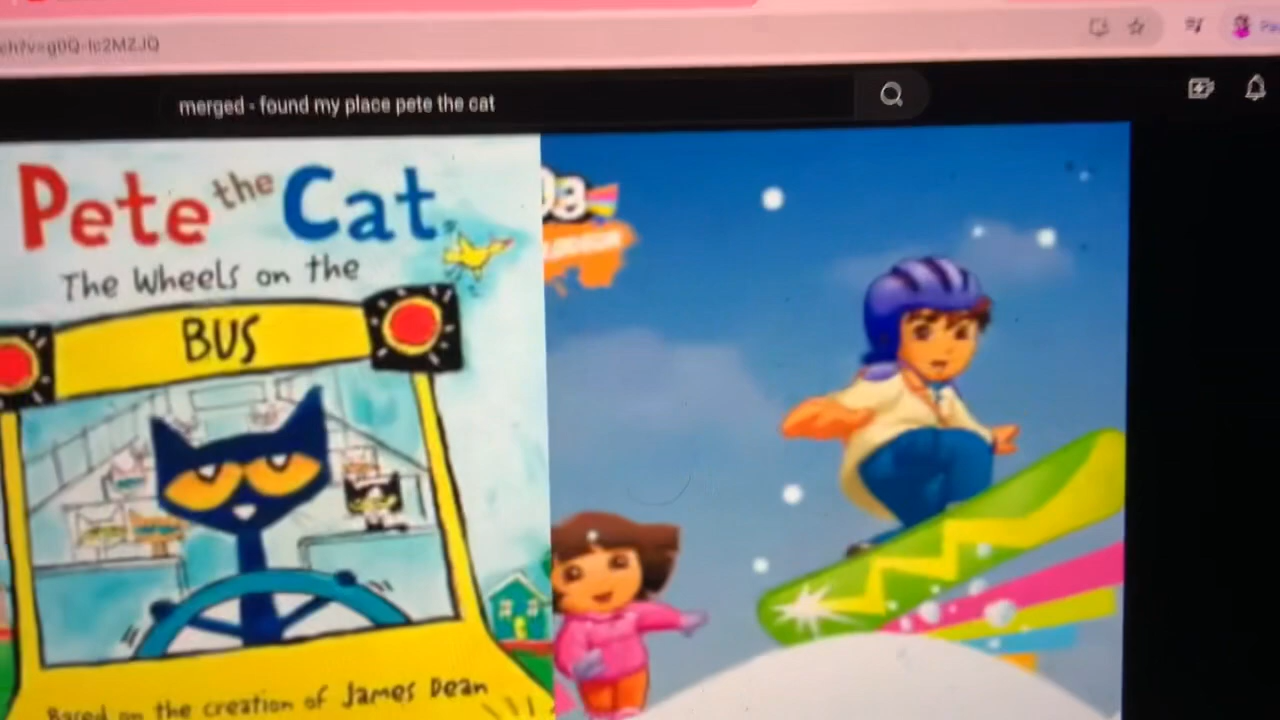 merged - found my place pete the cat
Pete the Cat
The Wheels on the
BUS
Based on the creation of James Dean